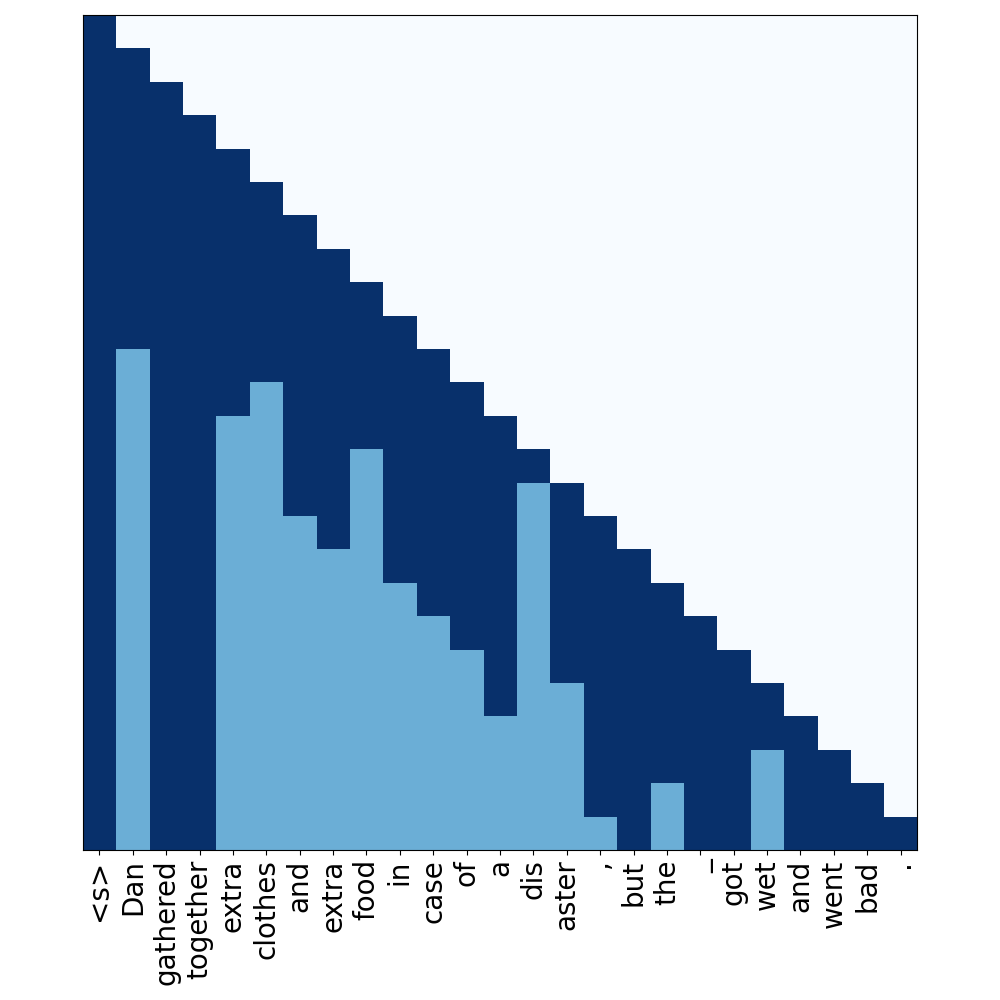 <s> Dan gathered together extra clothes and extra food in case of a dis aster , but the _ got wet and went bad .